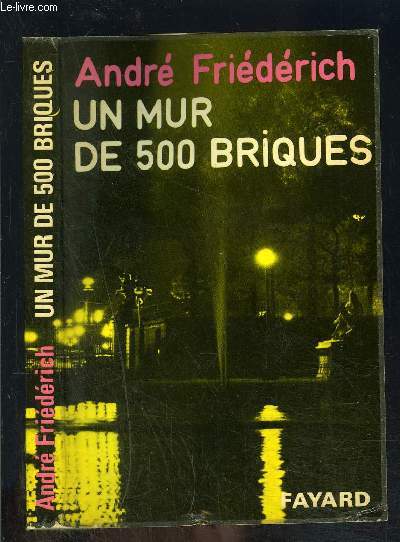 Le-Livre.com
André Friédérich
UN MUR
DE 500 BRIQUES
FAYARD
André Friédérich UN MUR DE 500 BRIQUES